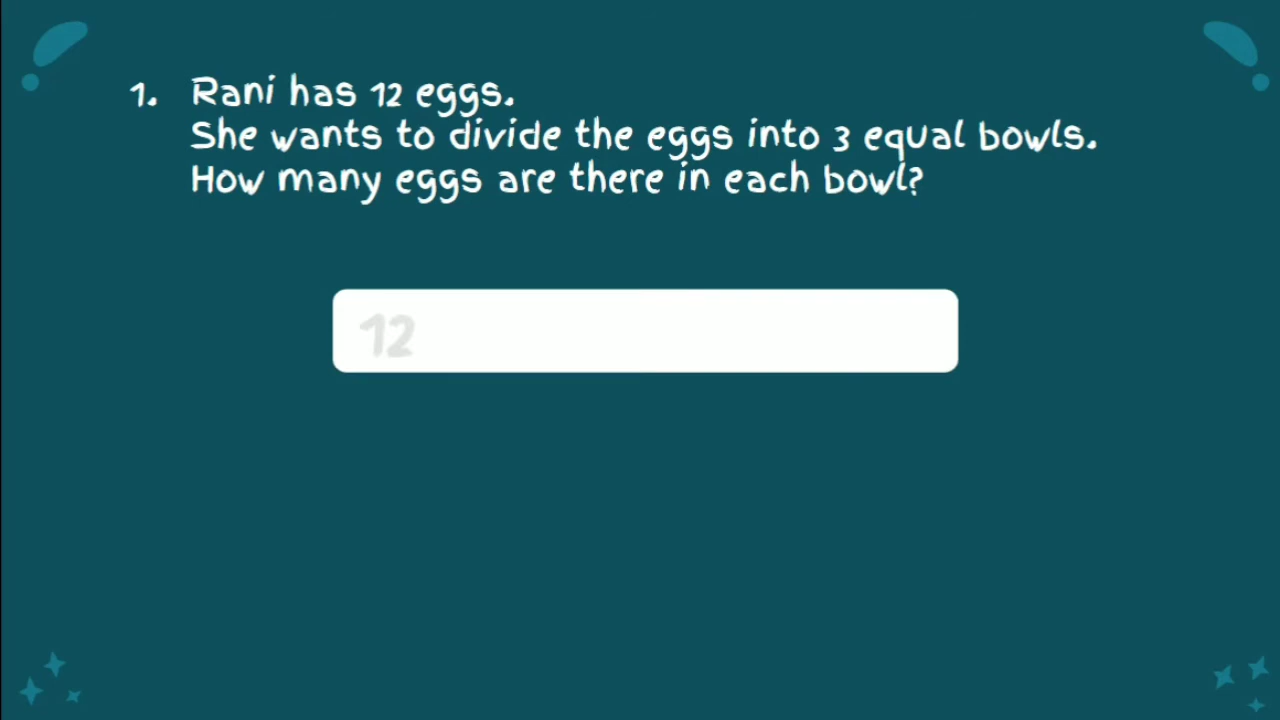 1. Rani has 12 eggs.
She wants to divide the eggs into 3 equal bowls.
How many eggs are there in each bowl?
12